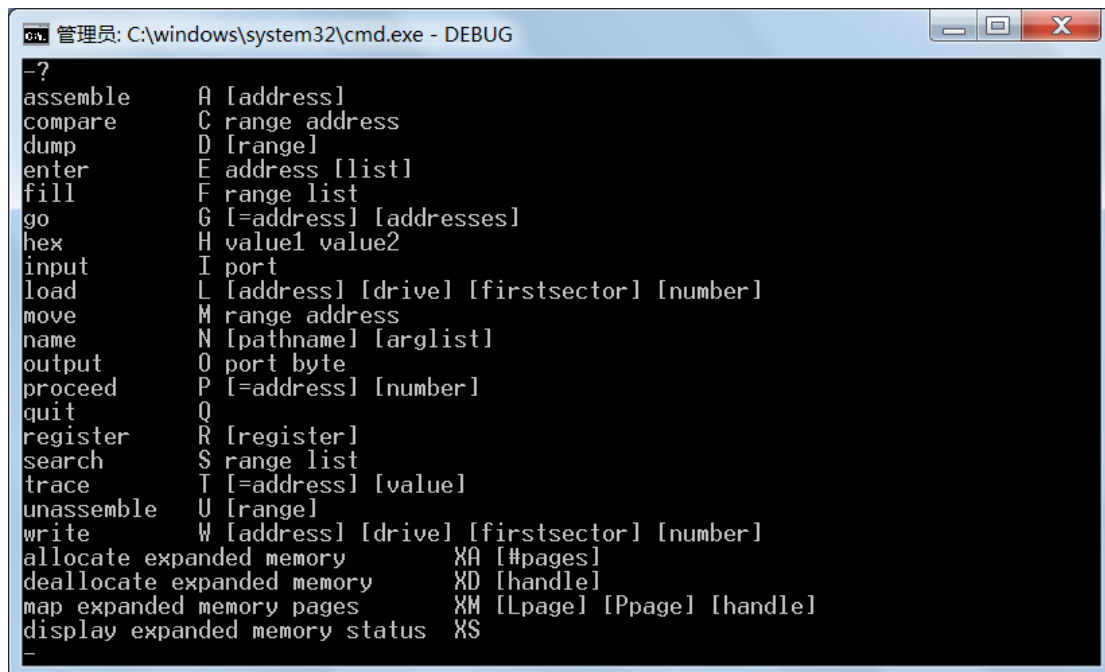 管理员: C:\windows\system32\cmd.exe - DEBUG
-?
assemble     A [address]
compare      C range address
dump         D [range]
enter        E address [list]
fill         F range list
go           G [=address] [addresses]
hex          H value1 value2
input        I port
load         L [address] [drive] [firstsector] [number]
move         M range address
name         N [pathname] [arglist]
output       O port byte
proceed      P [=address] [number]
quit         Q
register     R [register]
search       S range list
trace        T [=address] [value]
unassemble   U [range]
write        W [address] [drive] [firstsector] [number]
allocate expanded memory        XA [#pages]
deallocate expanded memory      XD [handle]
map expanded memory pages       XM [Lpage] [Ppage] [handle]
display expanded memory status  XS
-